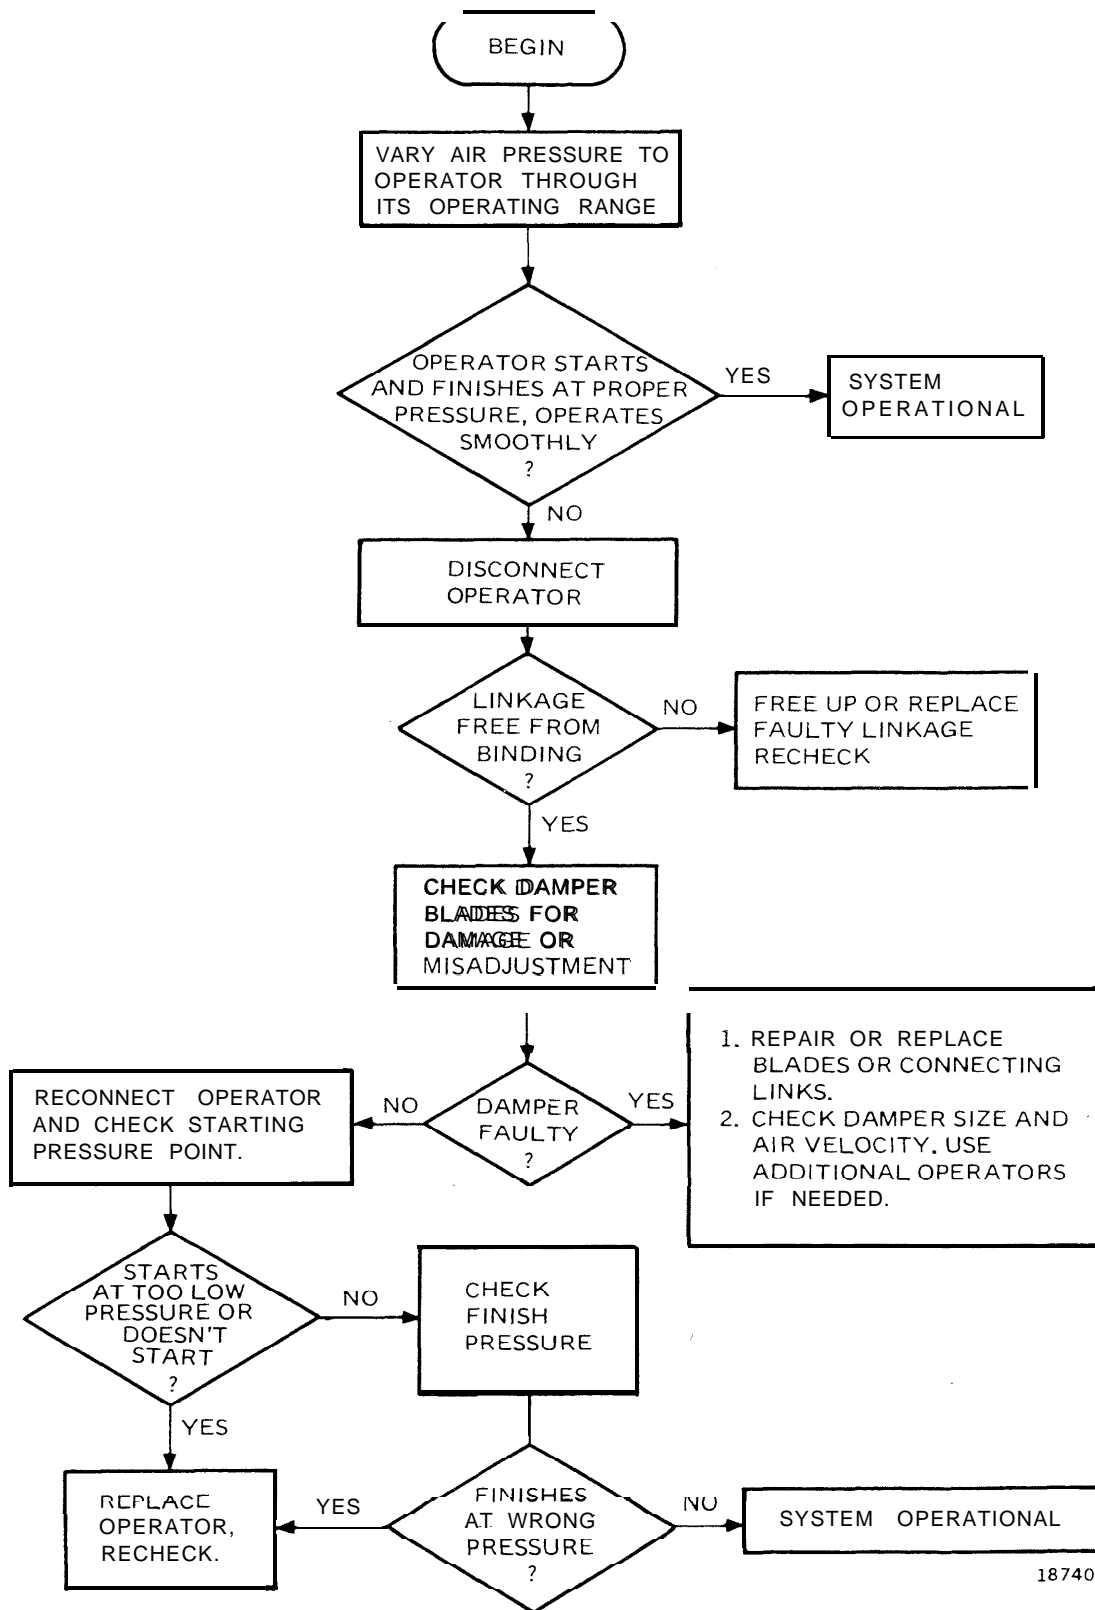 BEGIN
VARY AIR PRESSURE TO
OPERATOR THROUGH
ITS OPERATING RANGE
OPERATOR STARTS
AND FINISHES AT PROPER
PRESSURE, OPERATES
SMOOTHLY
?
YES
SYSTEM
OPERATIONAL
NO
DISCONNECT
OPERATOR
LINKAGE
FREE FROM
BINDING
?
NO
FREE UP OR REPLACE
FAULTY LINKAGE
RECHECK
YES
CHECK DAMPER
BLADES FOR
DAMAGE OR
MISADJUSTMENT
DAMPER
FAULTY
?
YES
1. REPAIR OR REPLACE
BLADES OR CONNECTING
LINKS.
2. CHECK DAMPER SIZE AND
AIR VELOCITY. USE
ADDITIONAL OPERATORS
IF NEEDED.
NO
RECONNECT OPERATOR
AND CHECK STARTING
PRESSURE POINT.
STARTS
AT TOO LOW
PRESSURE OR
DOESN'T
START
?
NO
CHECK
FINISH
PRESSURE
YES
REPLACE
OPERATOR,
RECHECK.
YES
FINISHES
AT WRONG
PRESSURE
?
NO
SYSTEM OPERATIONAL
18740